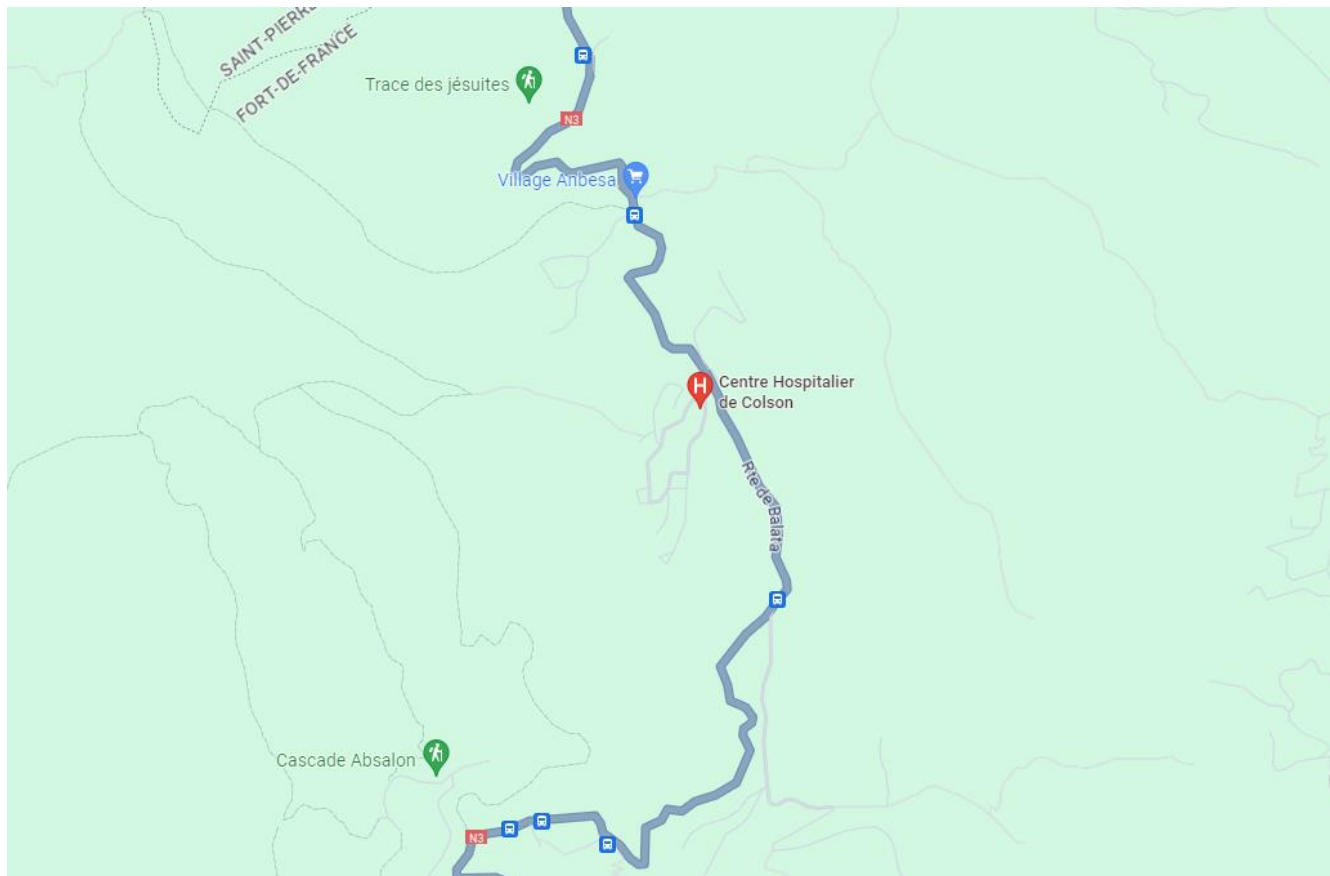 SAINT-PIERRE
FORT-DE-FRANCE
Trace des jésuites
N3
Village Anbesa
H
Centre Hospitalier
de Colson
Rte de Balata
Cascade Absalon
N3